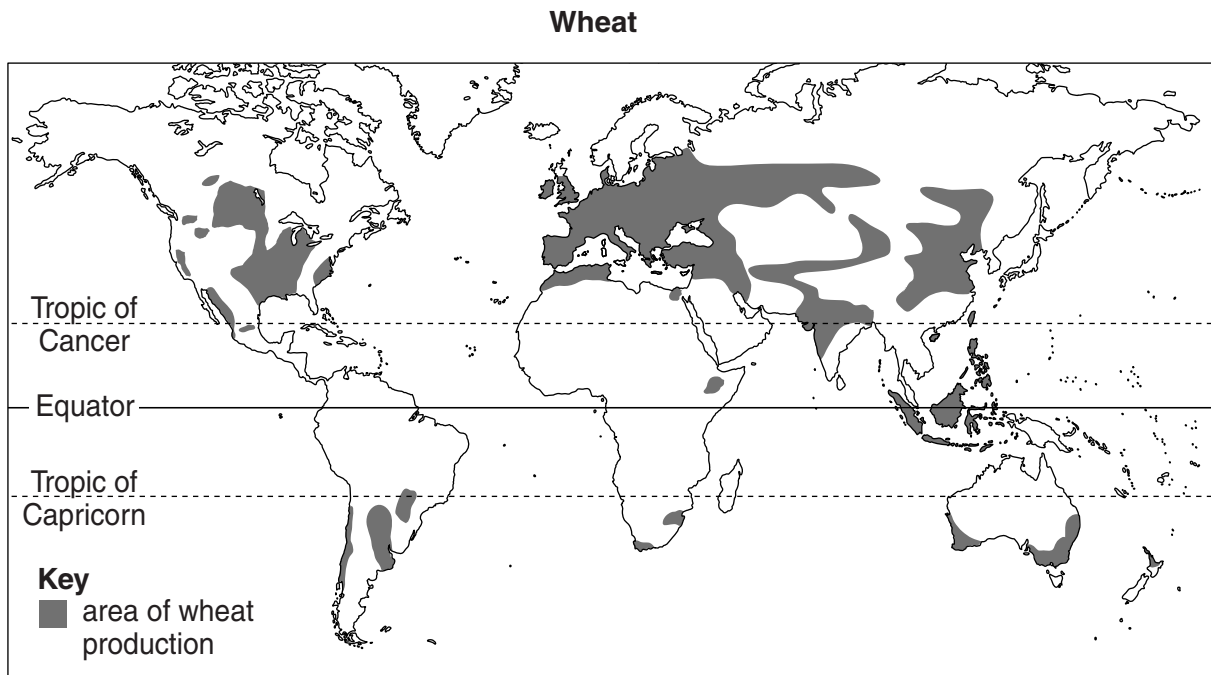 Wheat
Tropic of
Cancer
Equator
Tropic of
Capricorn
Key
area of wheat
production